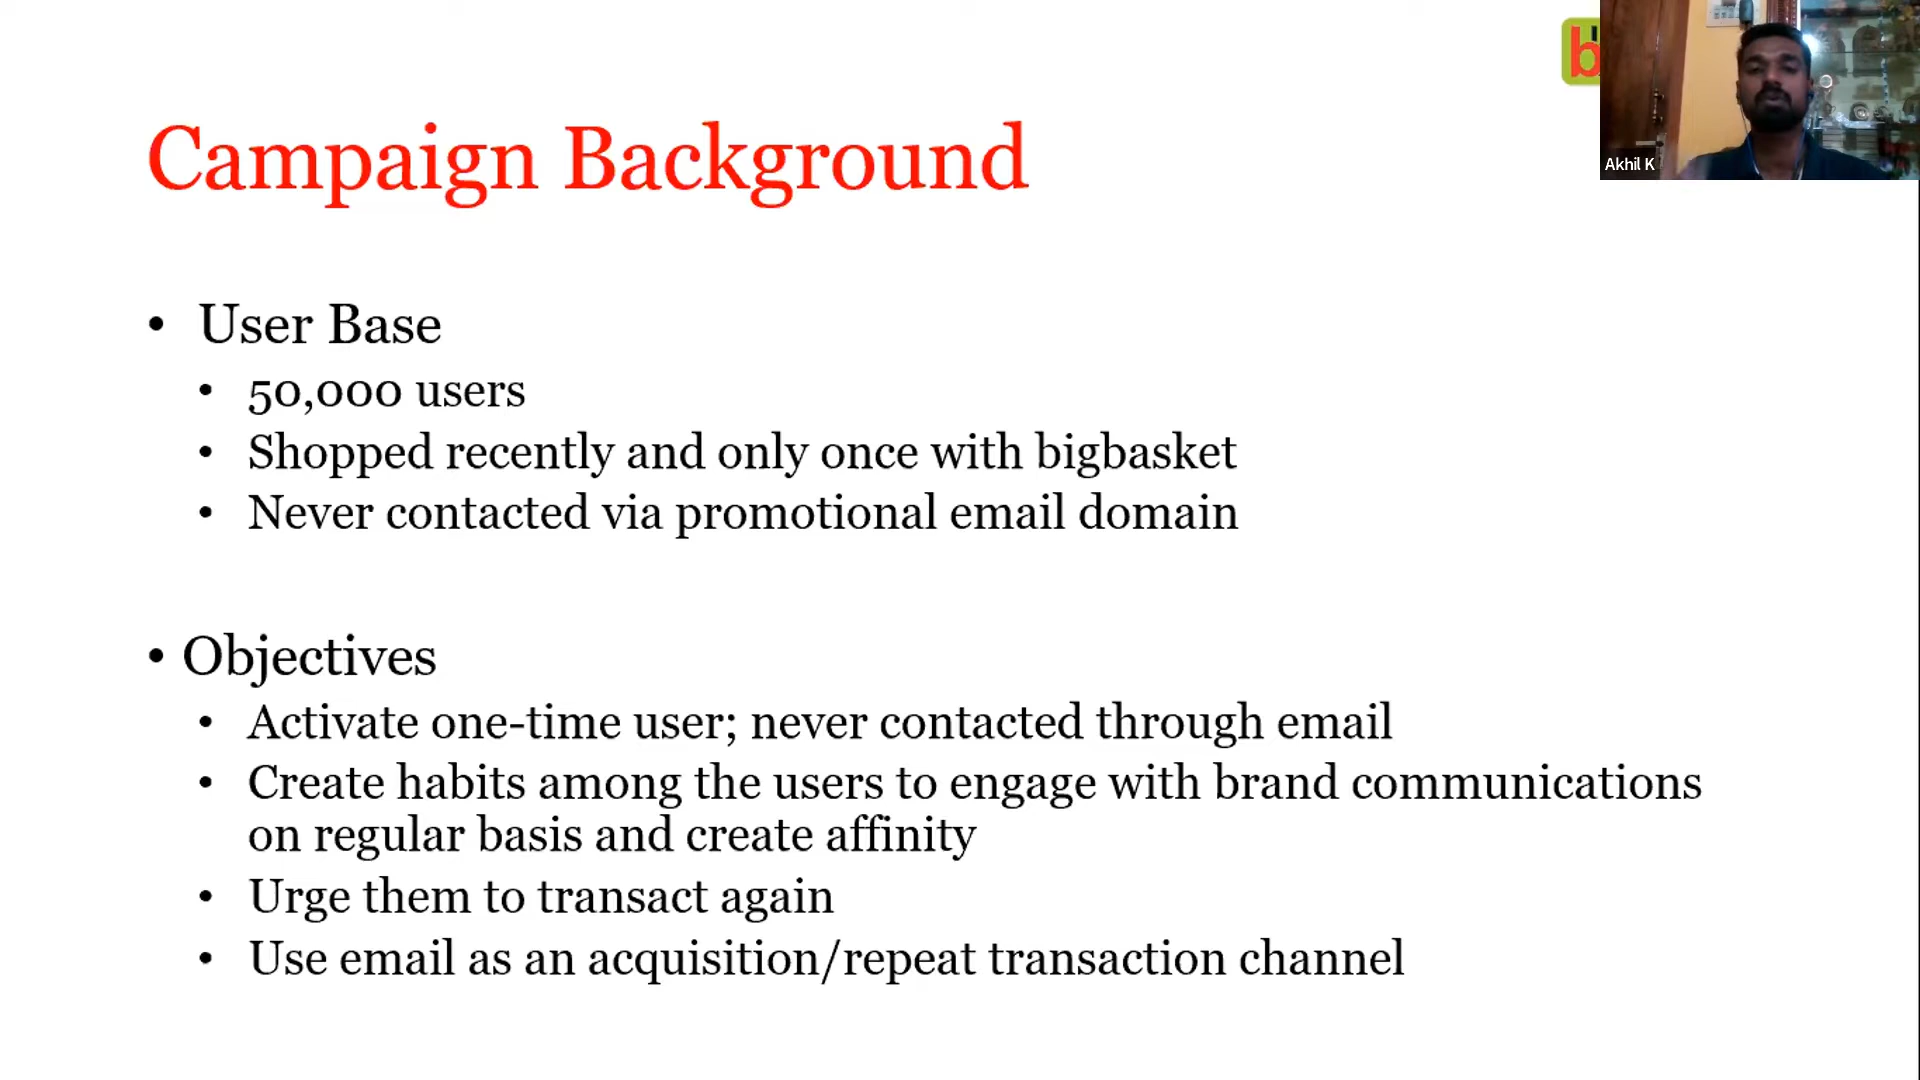 b
Akhil K
Campaign Background
• User Base
• 50,000 users
• Shopped recently and only once with bigbasket
• Never contacted via promotional email domain
• Objectives
• Activate one-time user; never contacted through email
• Create habits among the users to engage with brand communications
on regular basis and create affinity
• Urge them to transact again
• Use email as an acquisition/repeat transaction channel